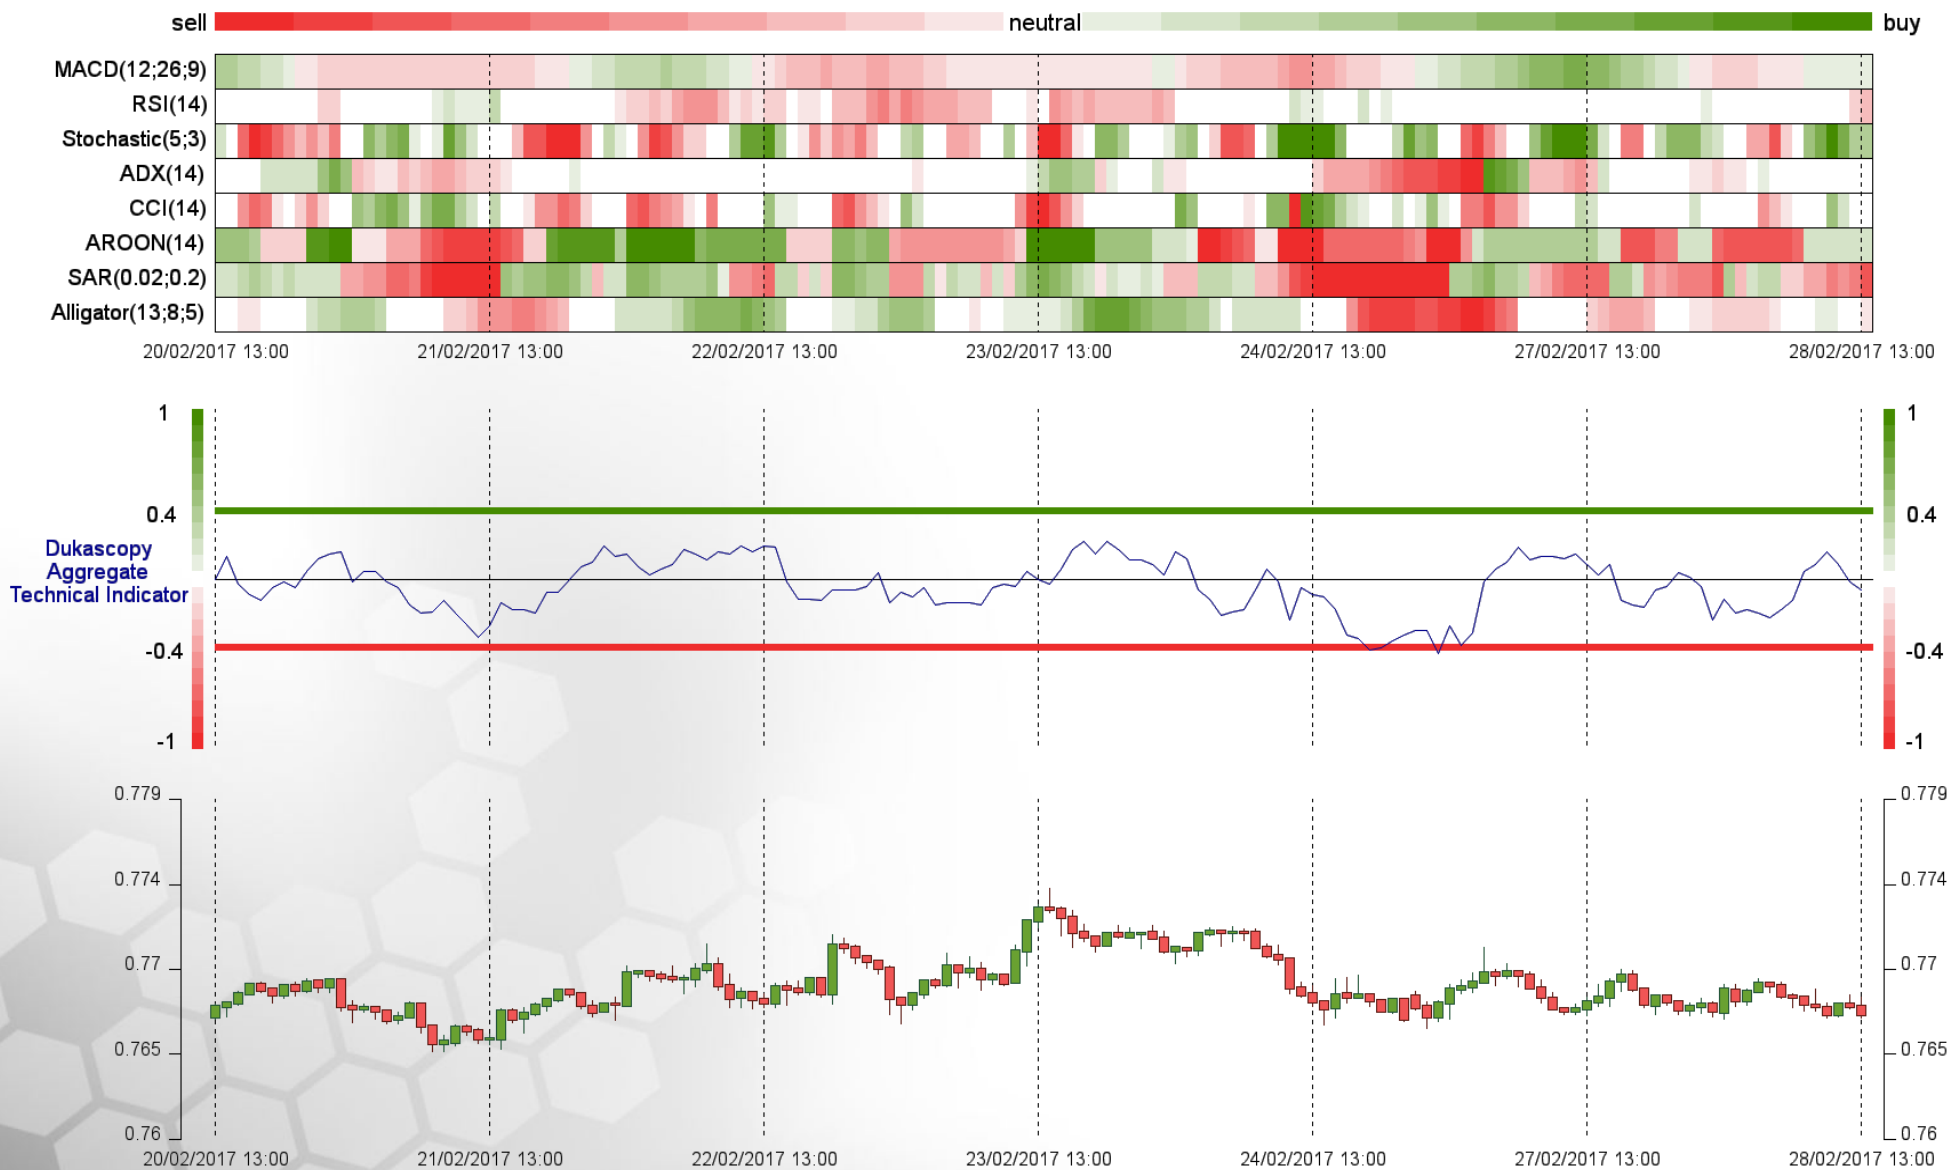 sell neutral buy
MACD(12;26;9)
RSI(14)
Stochastic(5;3)
ADX(14)
CCI(14)
AROON(14)
SAR(0.02;0.2)
Alligator(13;8;5)
20/02/2017 13:00 21/02/2017 13:00 22/02/2017 13:00 23/02/2017 13:00 24/02/2017 13:00 27/02/2017 13:00 28/02/2017 13:00
1 1
0.4 0.4
Dukascopy
Aggregate
Technical Indicator
-0.4 -0.4
-1 -1
0.779 0.779
0.774 0.774
0.77 0.77
0.765 0.765
0.76 0.76
20/02/2017 13:00 21/02/2017 13:00 22/02/2017 13:00 23/02/2017 13:00 24/02/2017 13:00 27/02/2017 13:00 28/02/2017 13:00